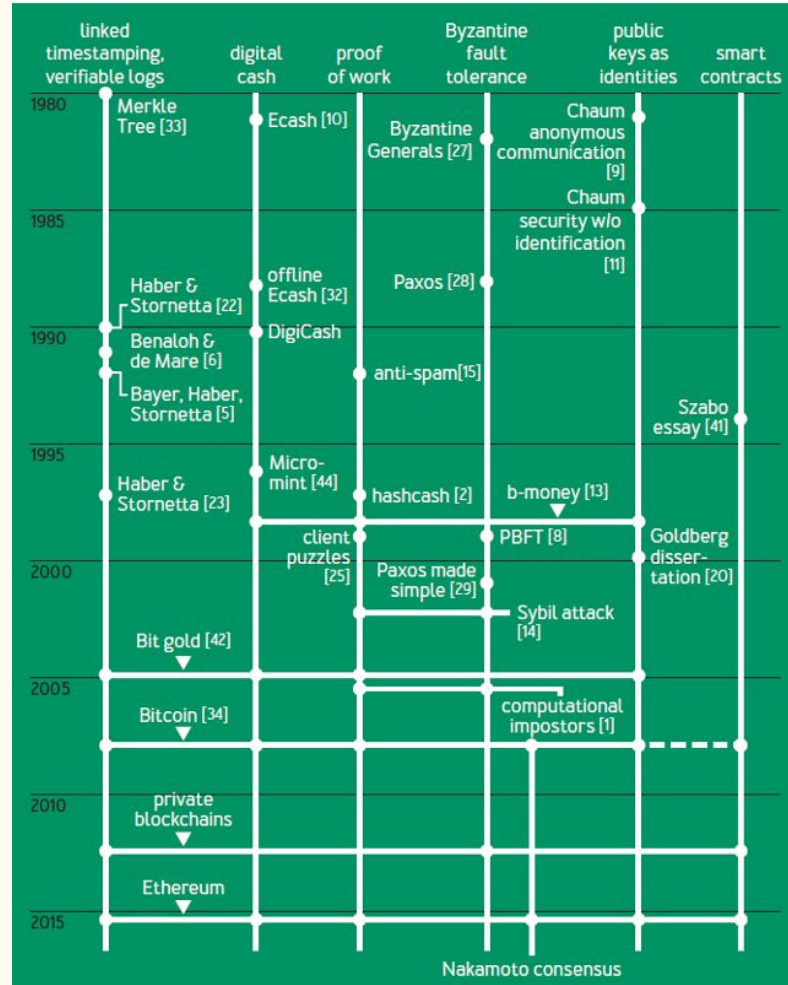 linked
timestamping,
verifiable logs
digital
cash
proof
of work
Byzantine
fault
tolerance
public
keys as
identities
smart
contracts
1980
Merkle
Tree [33]
Ecash [10]
Byzantine
Generals [27]
Chaum
anonymous
communication
[9]
1985
Chaum
security w/o
identification
[11]
Haber &
Stornetta [22]
offline
Ecash [32]
Paxos [28]
1990
DigiCash
Benaloh &
de Mare [6]
anti-spam[15]
Bayer, Haber,
Stornetta [5]
Szabo
essay [41]
1995
Micro-
mint [44]
Haber &
Stornetta [23]
hashcash [2]
b-money [13]
client
puzzles
[25]
PBFT [8]
Goldberg
disser-
tation [20]
2000
Paxos made
simple [29]
Sybil attack
[14]
Bit gold [42]
2005
computational
impostors [1]
Bitcoin [34]
2010
private
blockchains
Ethereum
2015
Nakamoto consensus